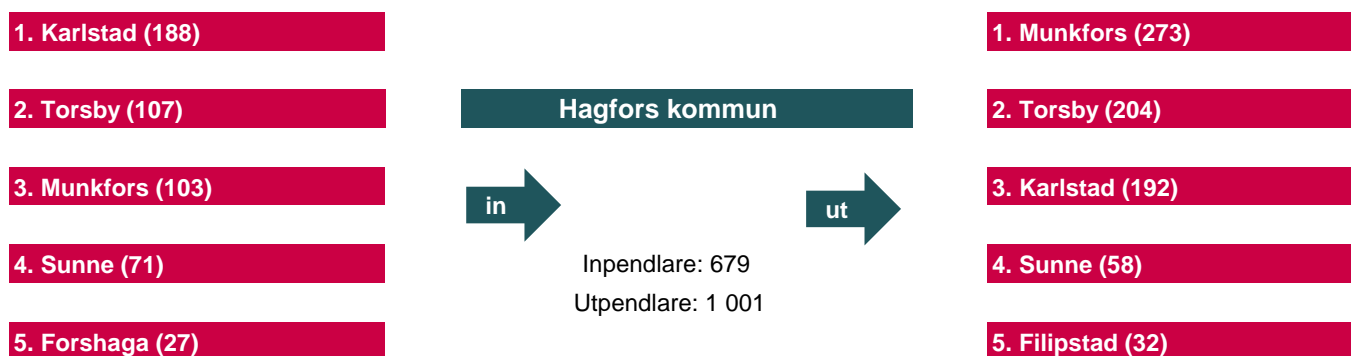 1. Karlstad (188)
2. Torsby (107)
3. Munkfors (103)
4. Sunne (71)
5. Forshaga (27)
Hagfors kommun
in
ut
Inpendlare: 679
Utpendlare: 1 001
1. Munkfors (273)
2. Torsby (204)
3. Karlstad (192)
4. Sunne (58)
5. Filipstad (32)